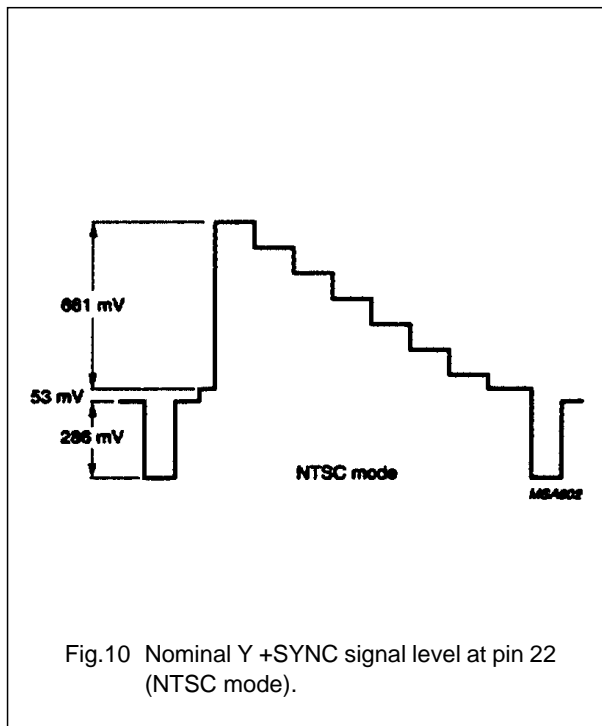 661 mV
53 mV
286 mV
NTSC mode
MSA602
Fig.10 Nominal Y +SYNC signal level at pin 22
(NTSC mode).